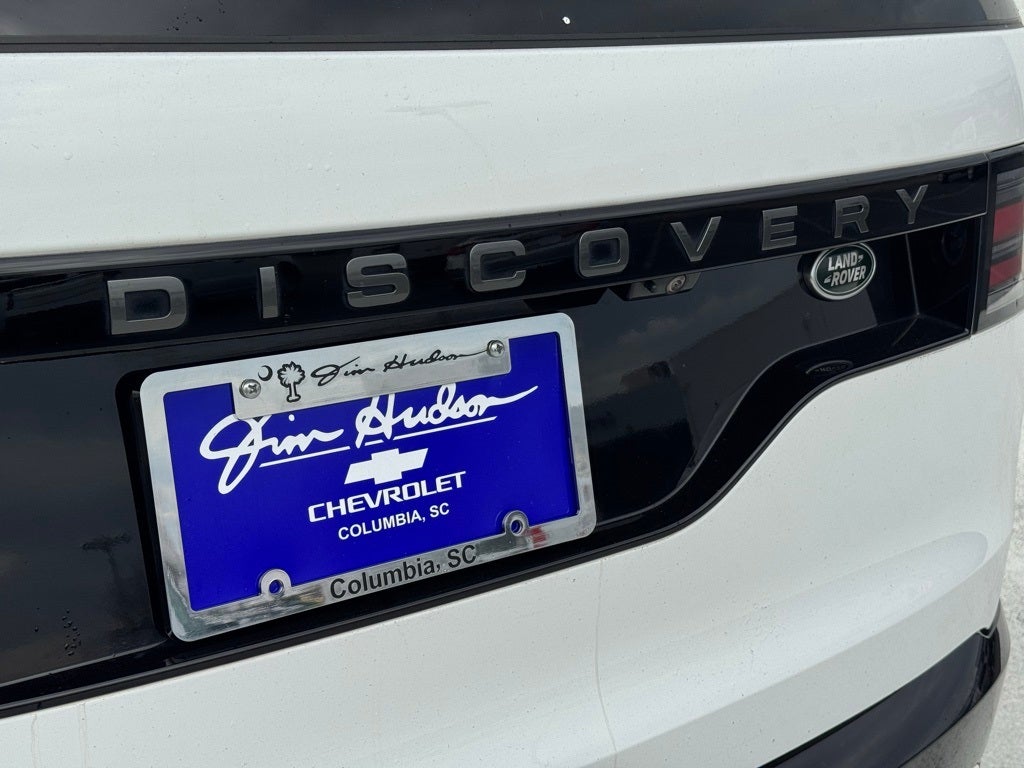 DISCOVERY
LAND-
-ROVER
Jim Hudson
Jim Hudson
CHEVROLET
COLUMBIA, SC
Columbia, SC